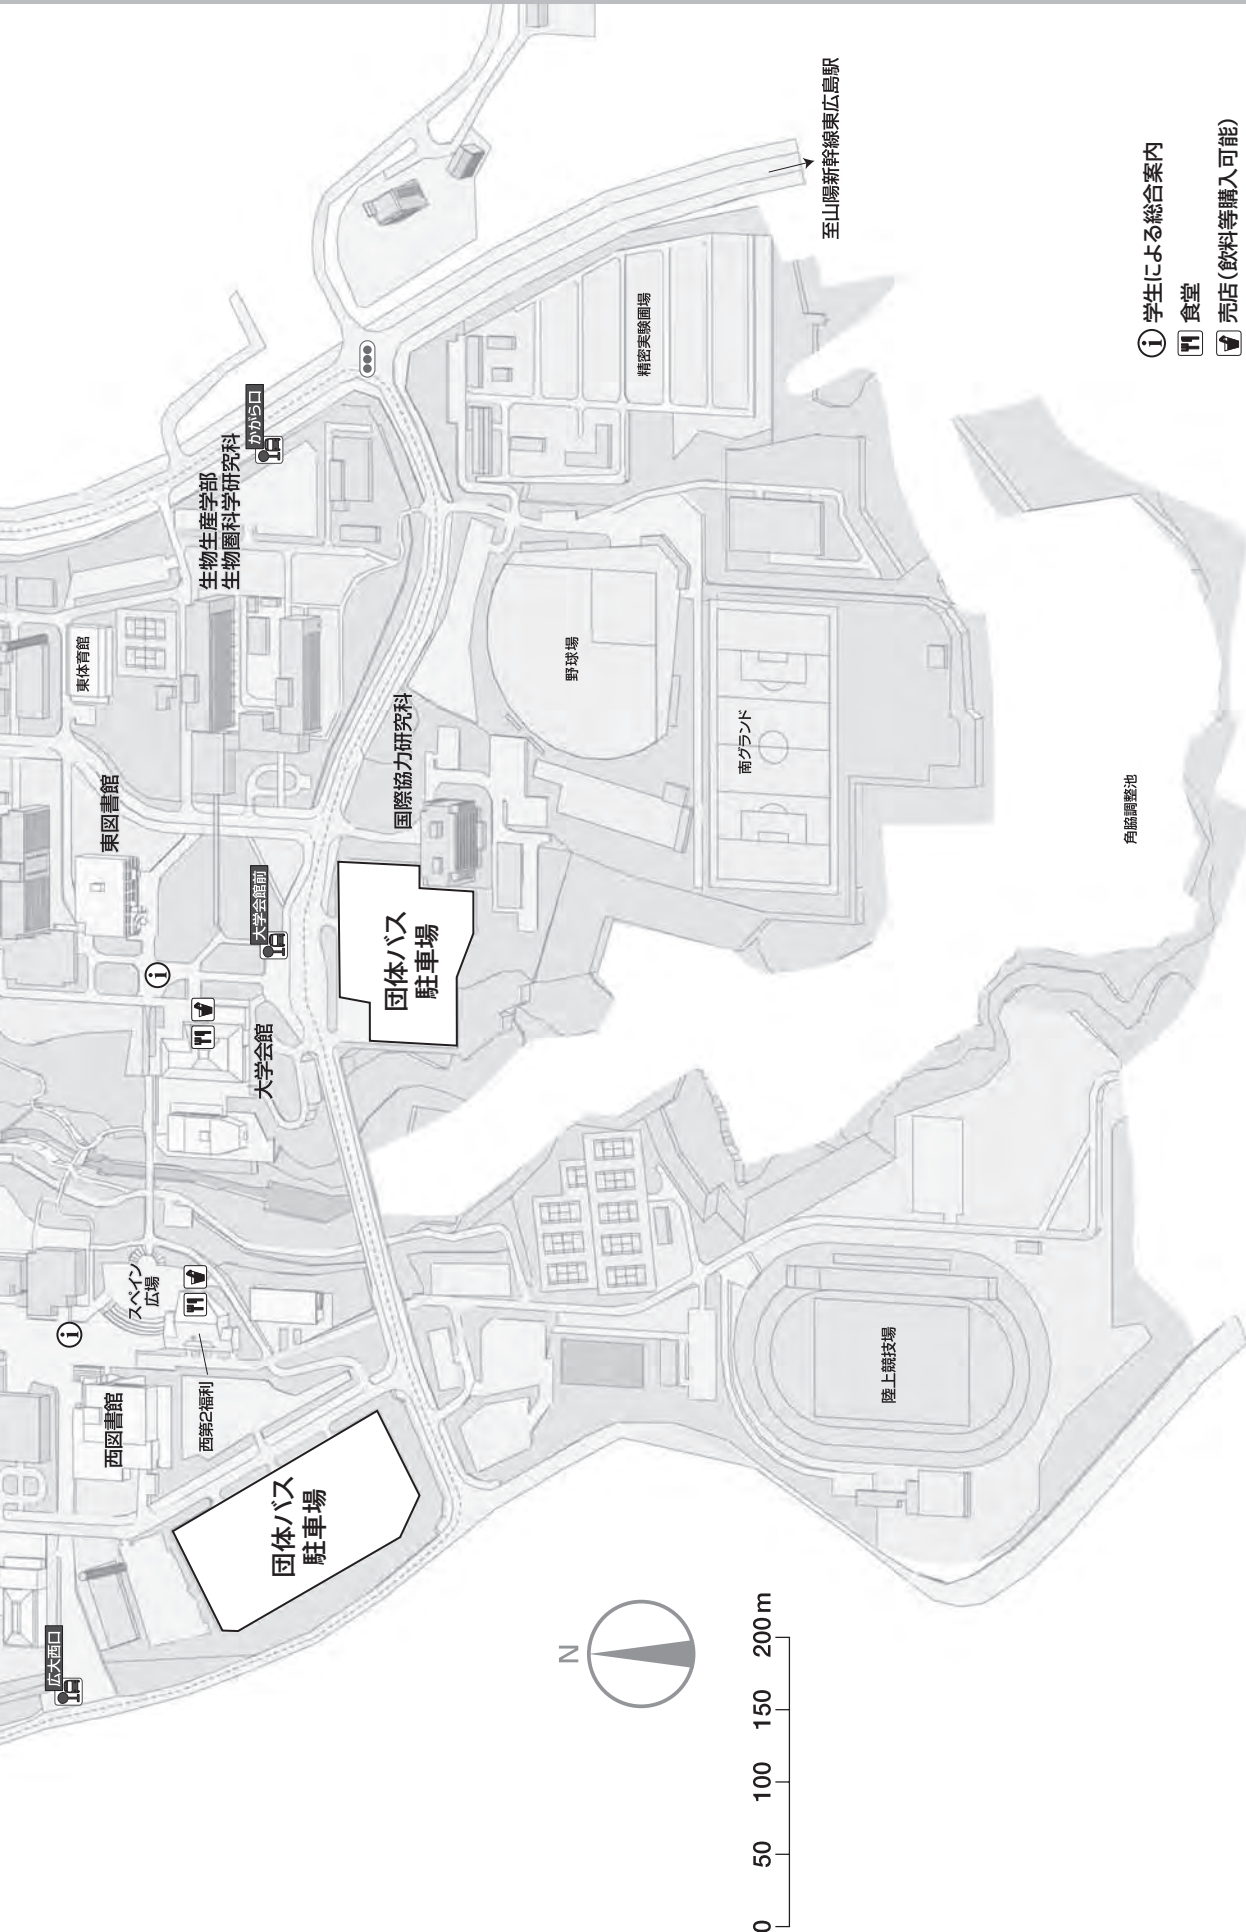 至山陽新幹線東広島駅
かがら口
生物生産学部
生物圏科学研究科
精密実験圃場
東体育館
東図書館
国際協力研究科
野球場
南グランド
角脇調整池
大学会館前
団体バス
駐車場
大学会館
スペイン
広場
西図書館
西第2福利
団体バス
駐車場
陸上競技場
広大西口
N
0 50 100 150 200m
学生による総合案内
食堂
売店(飲料等購入可能)